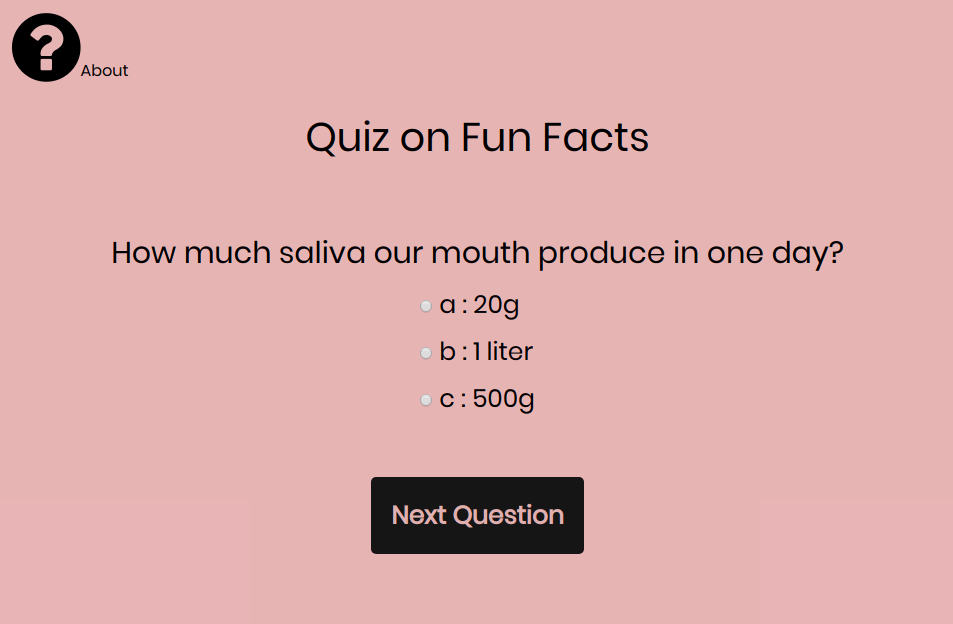 ?
About
Quiz on Fun Facts
How much saliva our mouth produce in one day?
a : 20g
b : 1 liter
c : 500g
Next Question